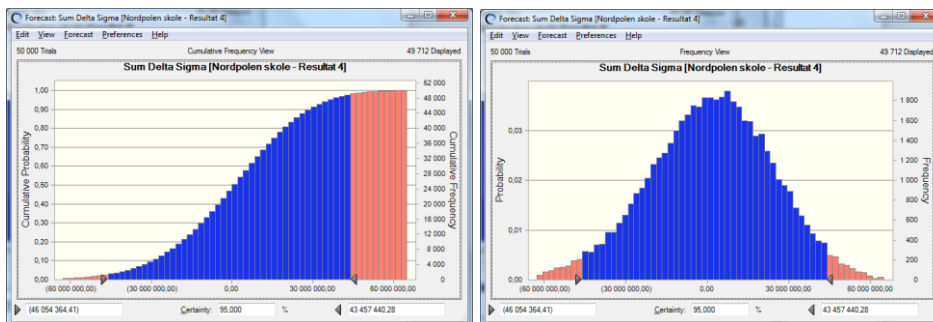 Forecast: Sum Delta Sigma [Nordpolen skole - Resultat 4]
Edit View Forecast Preferences Help
50 000 Trials Cumulative Frequency View 49 712 Displayed
Sum Delta Sigma [Nordpolen skole - Resultat 4]
Cumulative Probability
1,00
0,90
0,80
0,70
0,60
0,50
0,40
0,30
0,20
0,10
0,00
52 000
48 000
44 000
40 000
36 000
32 000
28 000
24 000
20 000
16 000
12 000
8 000
4 000
0
Cumulative Frequency
(60 000 000,00) (30 000 000,00) 0,00 30 000 000,00 60 000 000,00
(46 054 364,41) Certainty: 95,000 % 43 457 440,28
Forecast: Sum Delta Sigma [Nordpolen skole - Resultat 4]
Edit View Forecast Preferences Help
50 000 Trials Frequency View 49 712 Displayed
Sum Delta Sigma [Nordpolen skole - Resultat 4]
Probability
0,03
0,02
0,01
0,00
1 800
1 600
1 400
1 200
1 000
800
600
400
200
0
Frequency
(60 000 000,00) (30 000 000,00) 0,00 30 000 000,00 60 000 000,00
(46 054 364,41) Certainty: 95,000 % 43 457 440,28